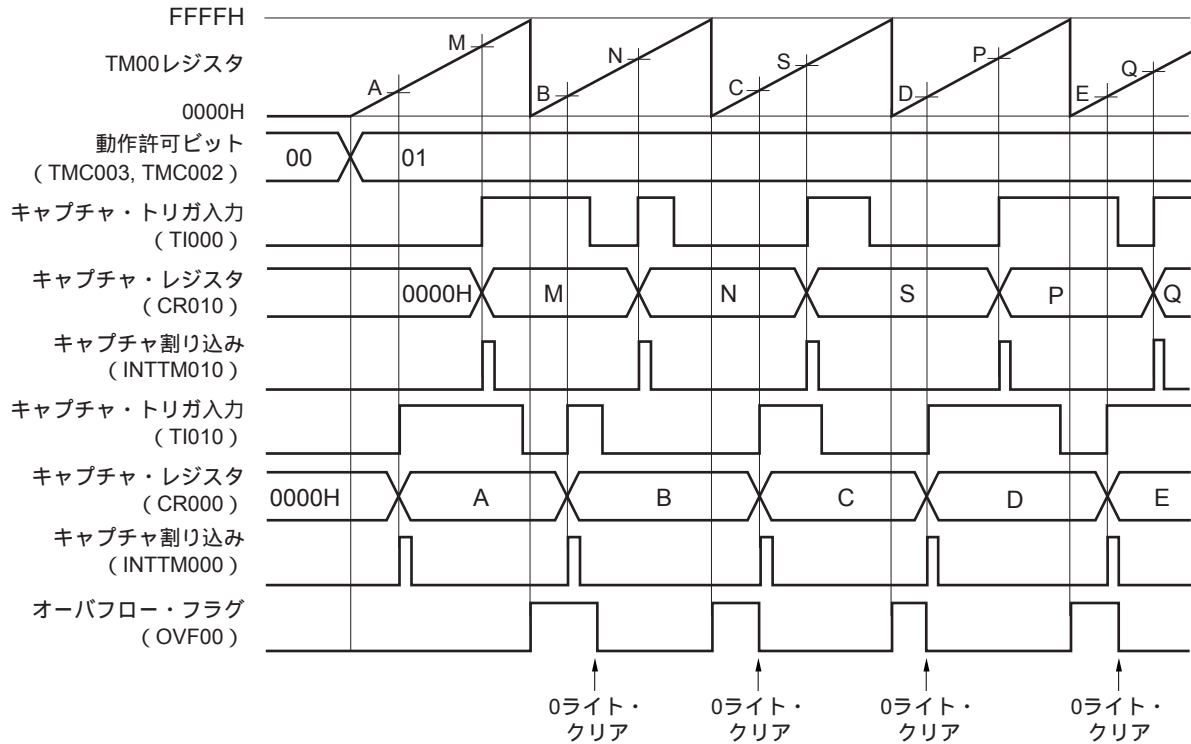 FFFFH
TM00レジスタ
0000H
A
M
B
N
C
S
D
P
E
Q
動作許可ビット
（TMC003, TMC002）
00
01
キャプチャ・トリガ入力
（TI000）
キャプチャ・レジスタ
（CR010）
0000H
M
N
S
P
Q
キャプチャ割り込み
（INTTM010）
キャプチャ・トリガ入力
（TI010）
キャプチャ・レジスタ
（CR000）
0000H
A
B
C
D
E
キャプチャ割り込み
（INTTM000）
オーバフロー・フラグ
（OVF00）
0ライト・
クリア
0ライト・
クリア
0ライト・
クリア
0ライト・
クリア